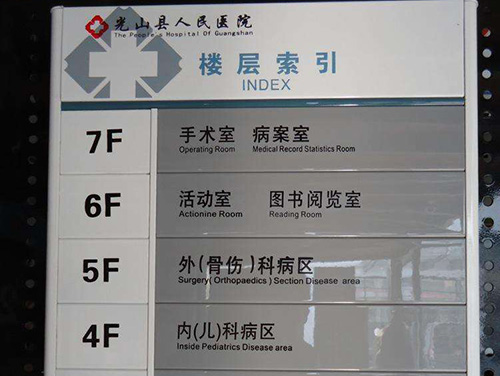 光山县人民医院
The People's Hospital Of Guangshan
楼层索引
INDEX
7F 手术室 病案室
Operating Room Medical Record Statistics Room
6F 活动室 图书阅览室
Actionine Room Reading Room
5F 外(骨伤)科病区
Surgery(Orthopaedics) Section Disease area
4F 内(儿)科病区
Inside Pediatrics Disease area